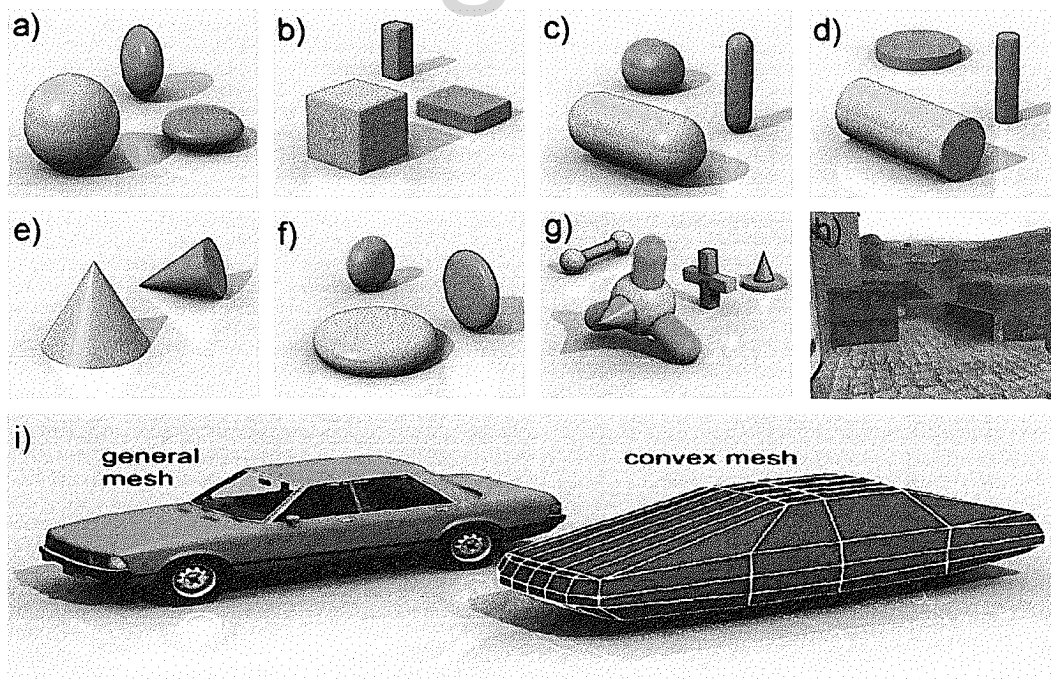 a)
b)
c)
d)
e)
f)
g)
h)
i)
general
mesh
convex mesh